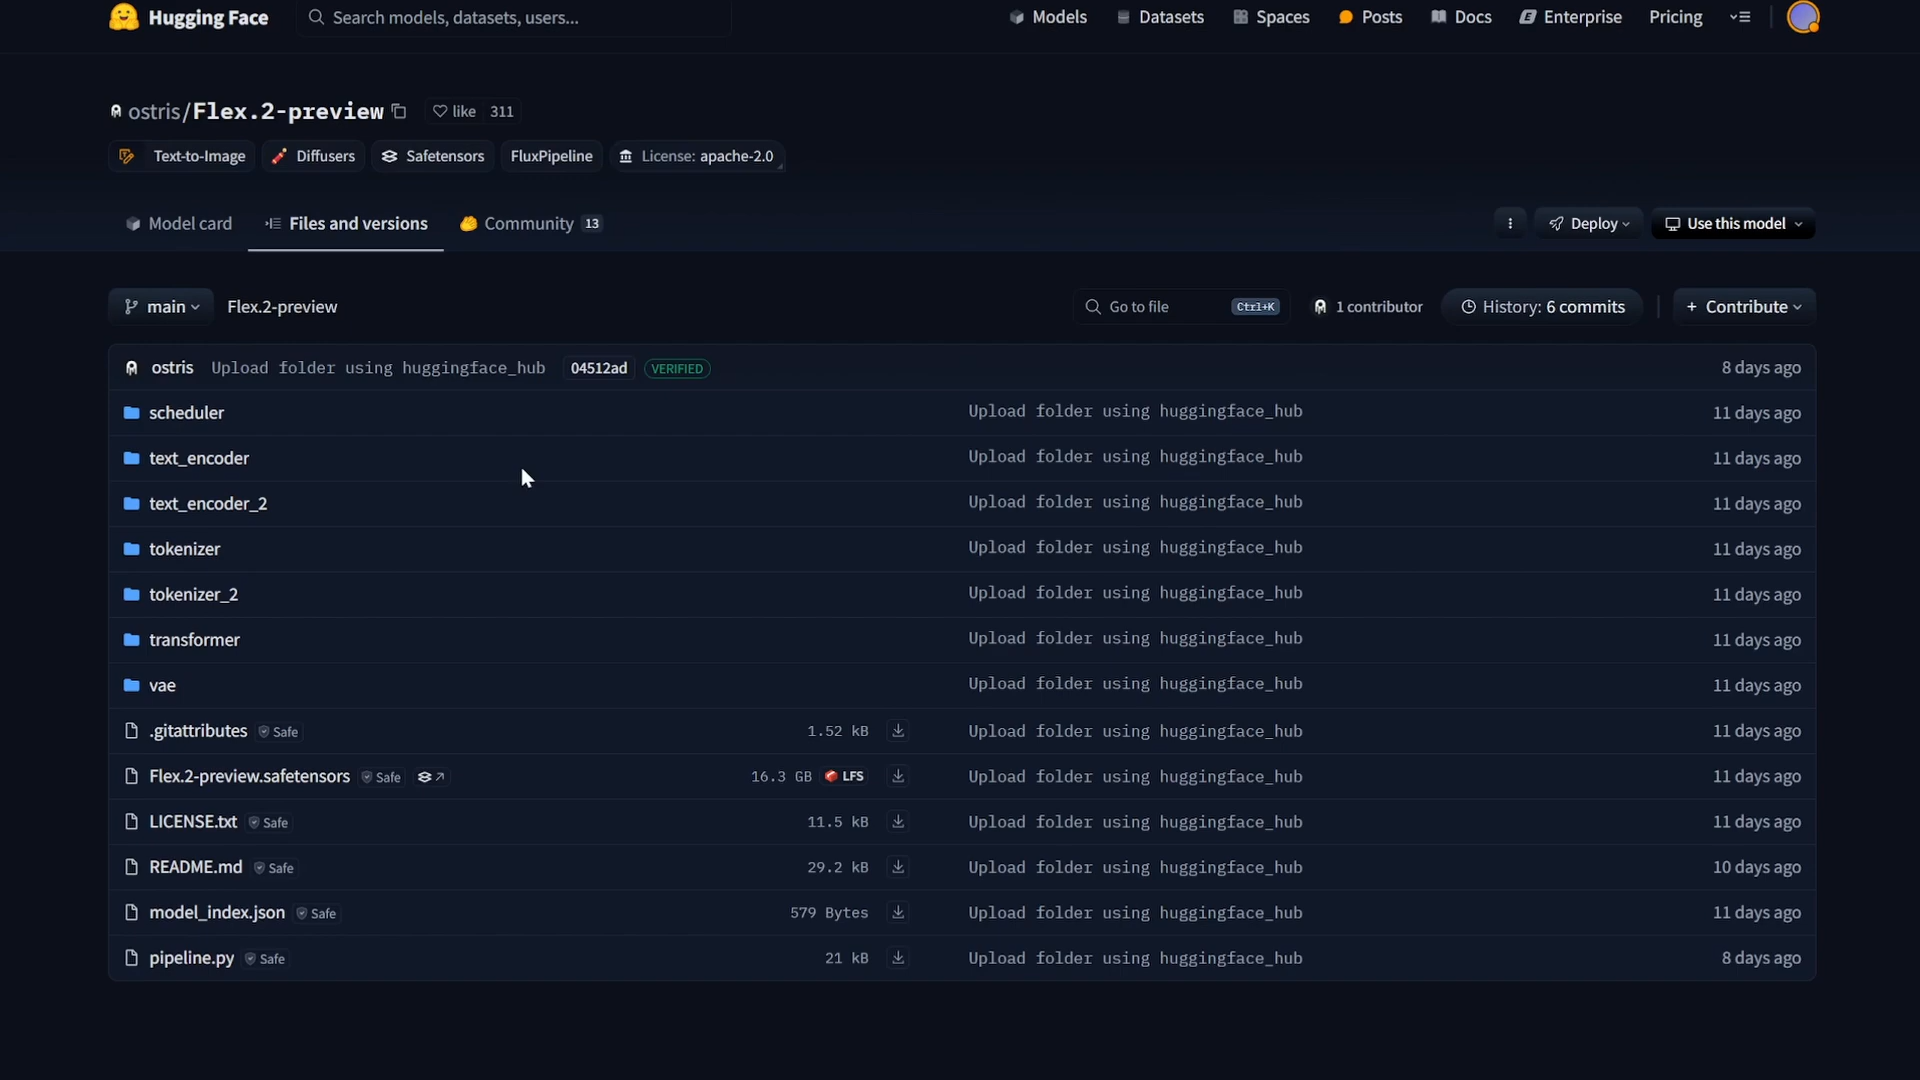 Hugging Face Search models, datasets, users... Models Datasets Spaces Posts Docs Enterprise Pricing
ostris/Flex.2-preview like 311
Text-to-Image Diffusers Safetensors FluxPipeline License: apache-2.0
Model card Files and versions Community 13 Deploy Use this model
main Flex.2-preview Go to file Ctrl+K 1 contributor History: 6 commits + Contribute
ostris Upload folder using huggingface_hub 04512ad VERIFIED 8 days ago
scheduler Upload folder using huggingface_hub 11 days ago
text_encoder Upload folder using huggingface_hub 11 days ago
text_encoder_2 Upload folder using huggingface_hub 11 days ago
tokenizer Upload folder using huggingface_hub 11 days ago
tokenizer_2 Upload folder using huggingface_hub 11 days ago
transformer Upload folder using huggingface_hub 11 days ago
vae Upload folder using huggingface_hub 11 days ago
.gitattributes Safe 1.52 kB Upload folder using huggingface_hub 11 days ago
Flex.2-preview.safetensors Safe 16.3 GB LFS Upload folder using huggingface_hub 11 days ago
LICENSE.txt Safe 11.5 kB Upload folder using huggingface_hub 11 days ago
README.md Safe 29.2 kB Upload folder using huggingface_hub 10 days ago
model_index.json Safe 579 Bytes Upload folder using huggingface_hub 11 days ago
pipeline.py Safe 21 kB Upload folder using huggingface_hub 8 days ago